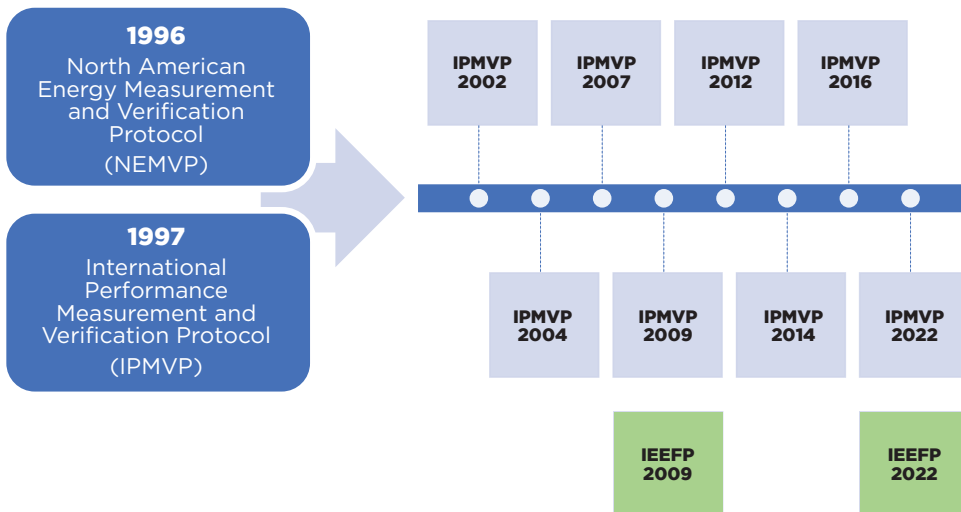 1996
North American
Energy Measurement
and Verification
Protocol
(NEMVP)
1997
International
Performance
Measurement and
Verification Protocol
(IPMVP)
IPMVP
2002
IPMVP
2007
IPMVP
2012
IPMVP
2016
IPMVP
2004
IPMVP
2009
IPMVP
2014
IPMVP
2022
IEEFP
2009
IEEFP
2022